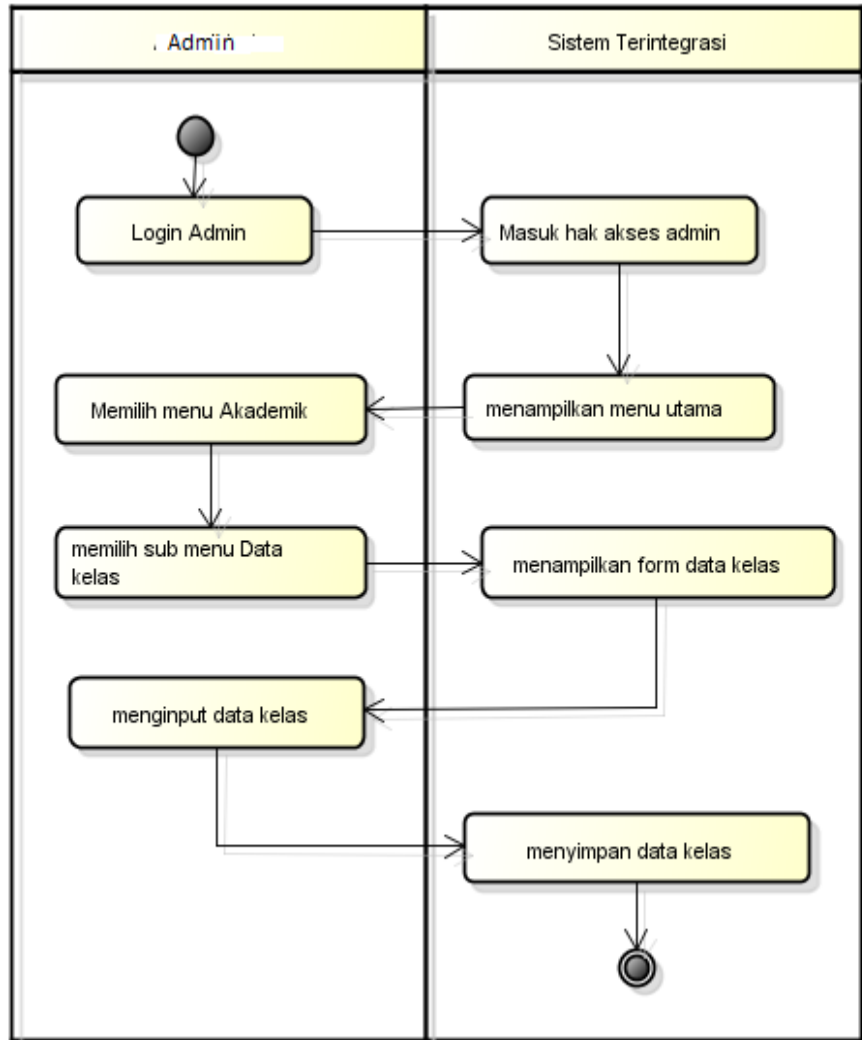 Admin
Sistem Terintegrasi
Login Admin
Masuk hak akses admin
menampilkan menu utama
Memilih menu Akademik
memilih sub menu Data
kelas
menampilkan form data kelas
menginput data kelas
menyimpan data kelas